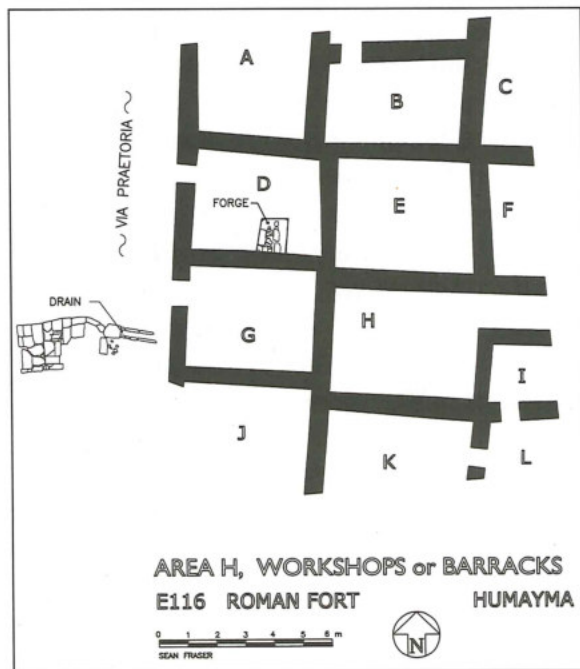 A
B
C
~ VIA PRAETORIA ~
D
E
F
FORGE
DRAIN
G
H
I
J
K
L
AREA H, WORKSHOPS or BARRACKS
E116 ROMAN FORT HUMAYMA
0 1 2 3 4 5 6 m
SEAN FRASER
N